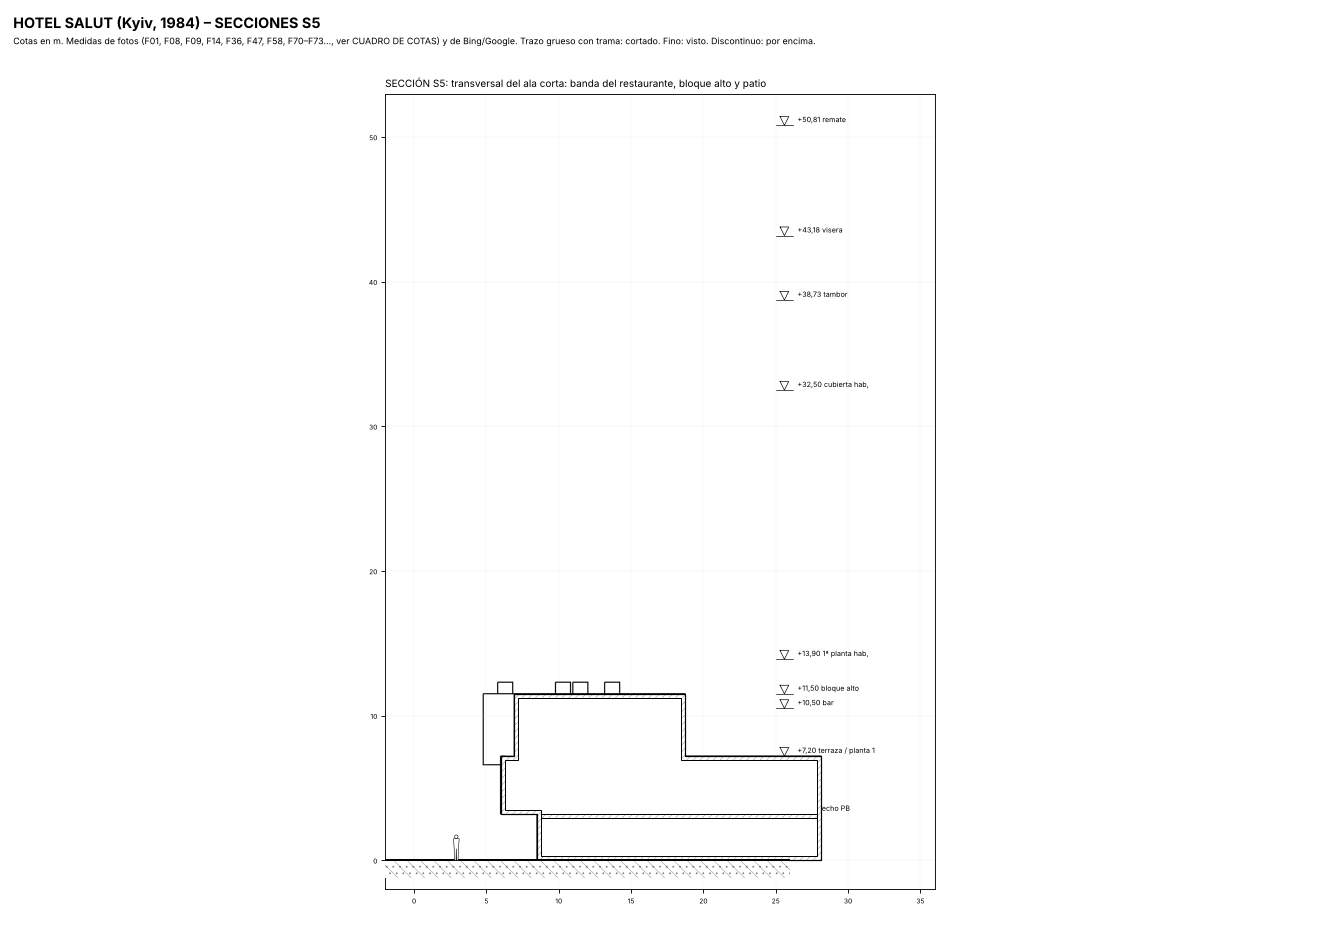 HOTEL SALUT (Kyiv, 1984) – SECCIONES S5
Cotas en m. Medidas de fotos (F01, F08, F09, F14, F36, F47, F58, F70–F73..., ver CUADRO DE COTAS) y de Bing/Google. Trazo grueso con trama: cortado. Fino: visto. Discontinuo: por encima.
SECCIÓN S5: transversal del ala corta: banda del restaurante, bloque alto y patio
+50,81 remate
50
+43,18 visera
+38,73 tambor
40
+32,50 cubierta hab,
30
20
+13,90 1ª planta hab,
+11,50 bloque alto
+10,50 bar
10
+7,20 terraza / planta 1
echo PB
0
0 5 10 15 20 25 30 35